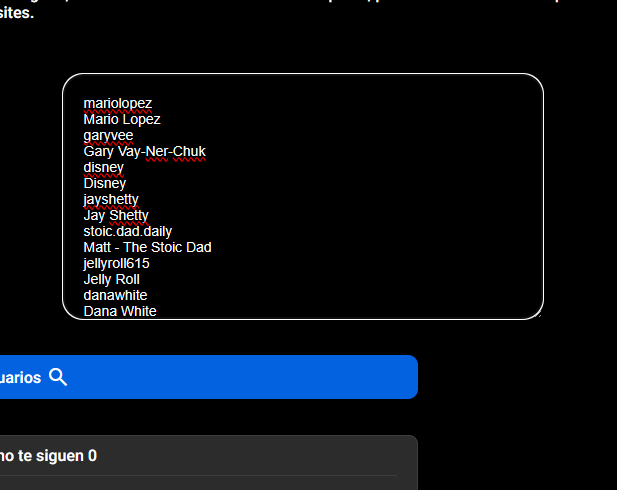 sites.
mariolopez
Mario Lopez
garyvee
Gary Vay-Ner-Chuk
disney
Disney
jayshetty
Jay Shetty
stoic.dad.daily
Matt - The Stoic Dad
jellyroll615
Jelly Roll
danawhite
Dana White
uarios
no te siguen 0